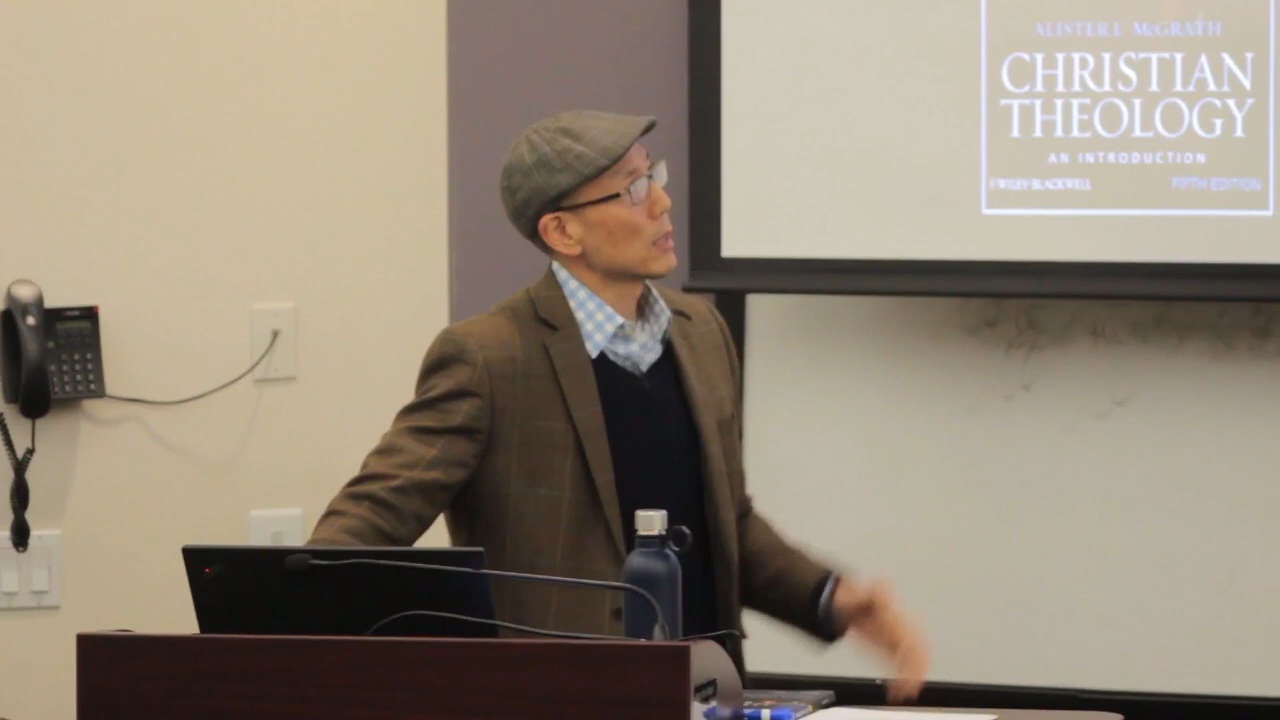 ALISTER E. McGRATH
CHRISTIAN
THEOLOGY
AN INTRODUCTION
WILEY-BLACKWELL
FIFTH EDITION